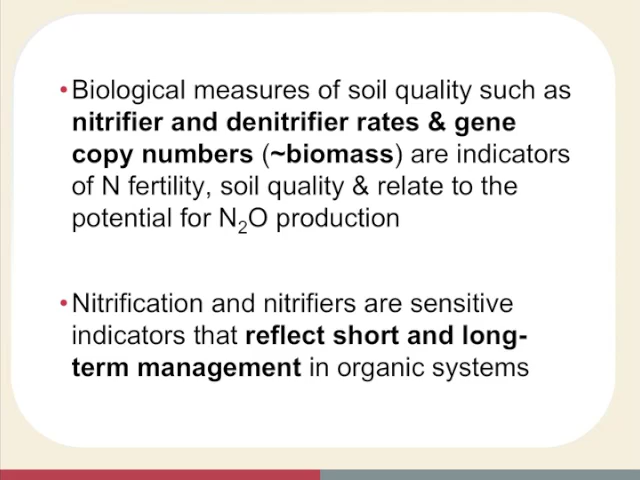 •Biological measures of soil quality such as
nitrifier and denitrifier rates & gene
copy numbers (~biomass) are indicators
of N fertility, soil quality & relate to the
potential for N₂O production
•Nitrification and nitrifiers are sensitive
indicators that reflect short and long-
term management in organic systems